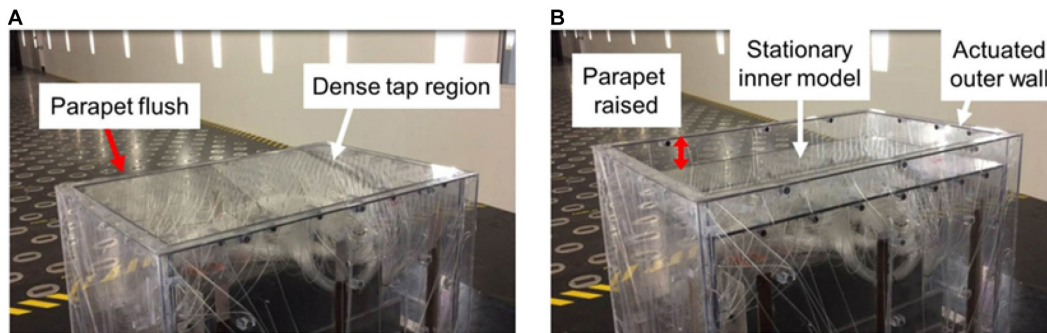 A
Parapet flush
Dense tap region
B
Parapet
raised
Stationary
inner model
Actuated
outer wall